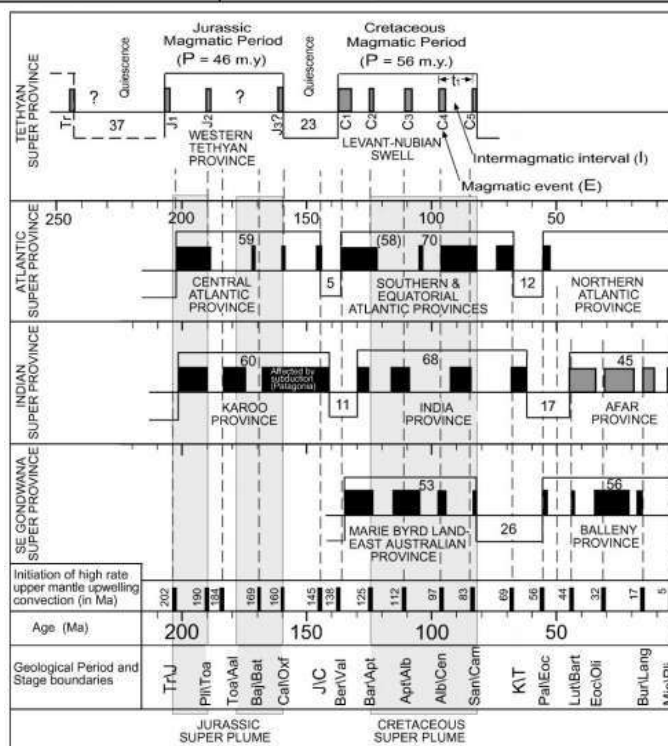 Jurassic
Magmatic Period
(P = 46 m.y)
Cretaceous
Magmatic Period
(P = 56 m.y.)
Quiescence
Quiescence
?
?
t₁
TETHYAN
SUPER PROVINCE
Tr
37
J1
J2
J3?
23
C1
C2
C3
C4
C5
WESTERN
TETHYAN
PROVINCE
LEVANT-NUBIAN
SWELL
Intermagmatic interval (I)
Magmatic event (E)
250
200
150
100
50
ATLANTIC
SUPER PROVINCE
59
(58)
70
5
12
CENTRAL
ATLANTIC
PROVINCE
SOUTHERN &
EQUATORIAL
ATLANTIC PROVINCES
NORTHERN
ATLANTIC
PROVINCE
INDIAN
SUPER PROVINCE
60
68
45
Affected by
subduction
(Patagonia)
11
17
KAROO
PROVINCE
INDIA
PROVINCE
AFAR
PROVINCE
SE GONDWANA
SUPER PROVINCE
53
56
26
MARIE BYRD LAND-
EAST AUSTRALIAN
PROVINCE
BALLENY
PROVINCE
Initiation of high rate
upper mantle upwelling
convection (in Ma)
202
190
184
169
160
145
138
125
112
97
83
69
56
44
32
17
5
Age (Ma)
200
150
100
50
Geological Period and
Stage boundaries
Tr\J
Pli\Toa
Toa\Aal
Baj\Bat
Cal\Oxf
J\C
Ber\Val
Bar\Apt
Apt\Alb
Alb\Cen
San\Cam
K\T
Pal\Eoc
Lut\Bart
Eoc\Oli
Bur\Lang
JURASSIC
SUPER PLUME
CRETACEOUS
SUPER PLUME